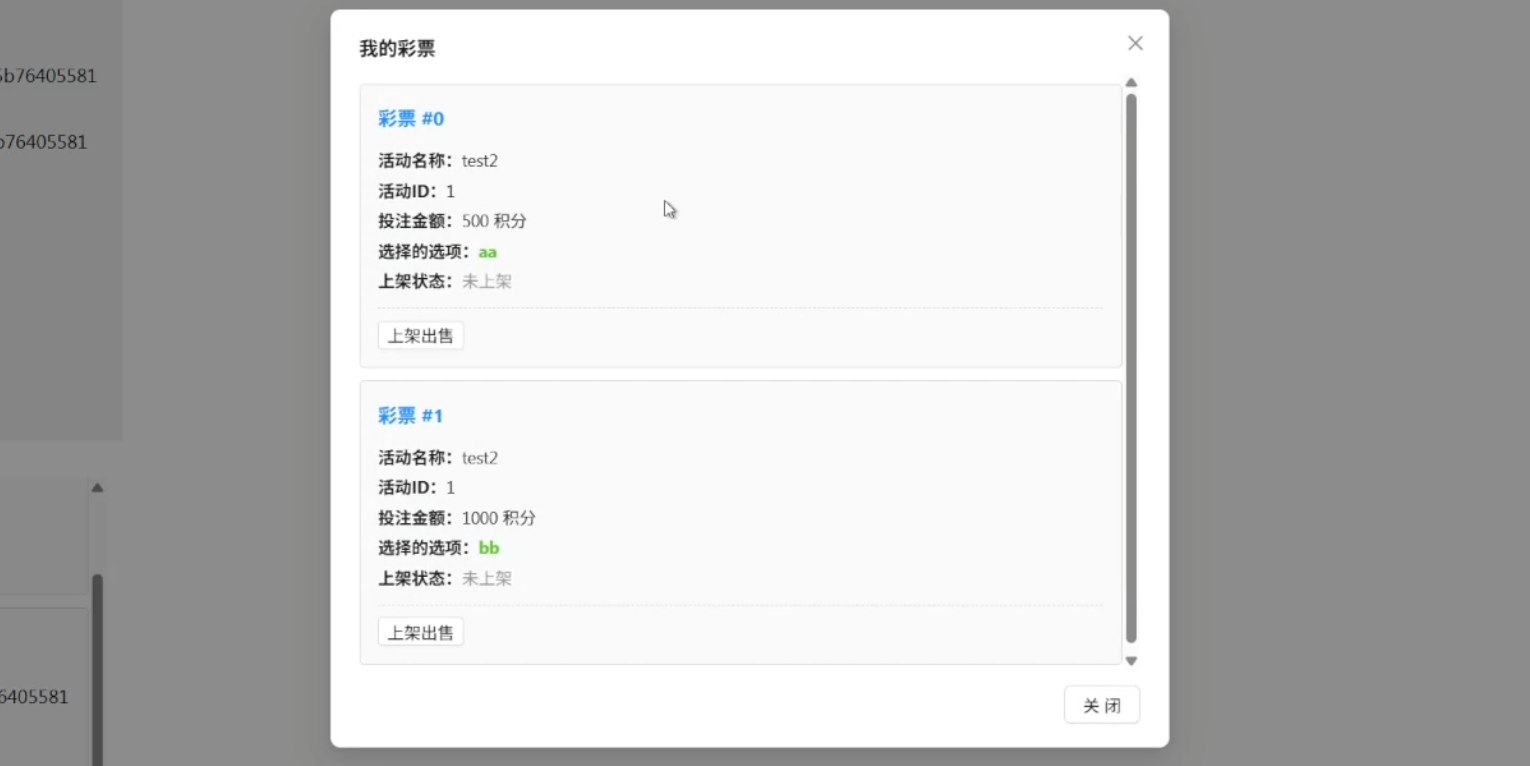 我的彩票
b76405581
b76405581
彩票 #0
活动名称：test2
活动ID：1
投注金额：500 积分
选择的选项：aa
上架状态：未上架
上架出售
彩票 #1
活动名称：test2
活动ID：1
投注金额：1000 积分
选择的选项：bb
上架状态：未上架
上架出售
6405581
关 闭